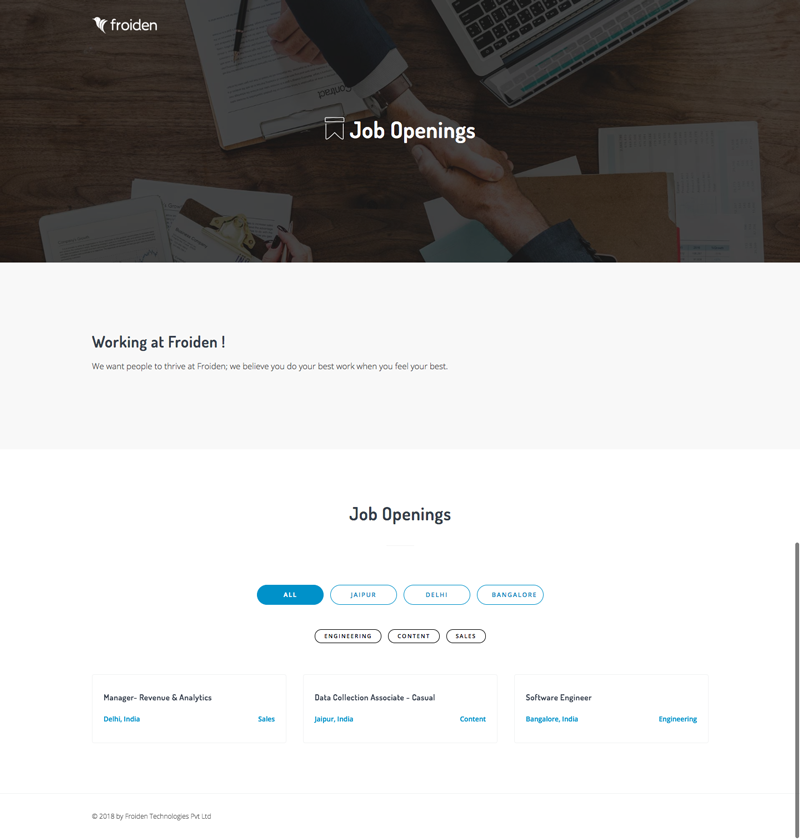 froiden
Contract
Job Openings
Working at Froiden !
We want people to thrive at Froiden; we believe you do your best work when you feel your best.
Job Openings
ALL JAIPUR DELHI BANGALORE
ENGINEERING CONTENT SALES
Manager- Revenue & Analytics
Delhi, India Sales
Data Collection Associate - Casual
Jaipur, India Content
Software Engineer
Bangalore, India Engineering
© 2018 by Froiden Technologies Pvt Ltd